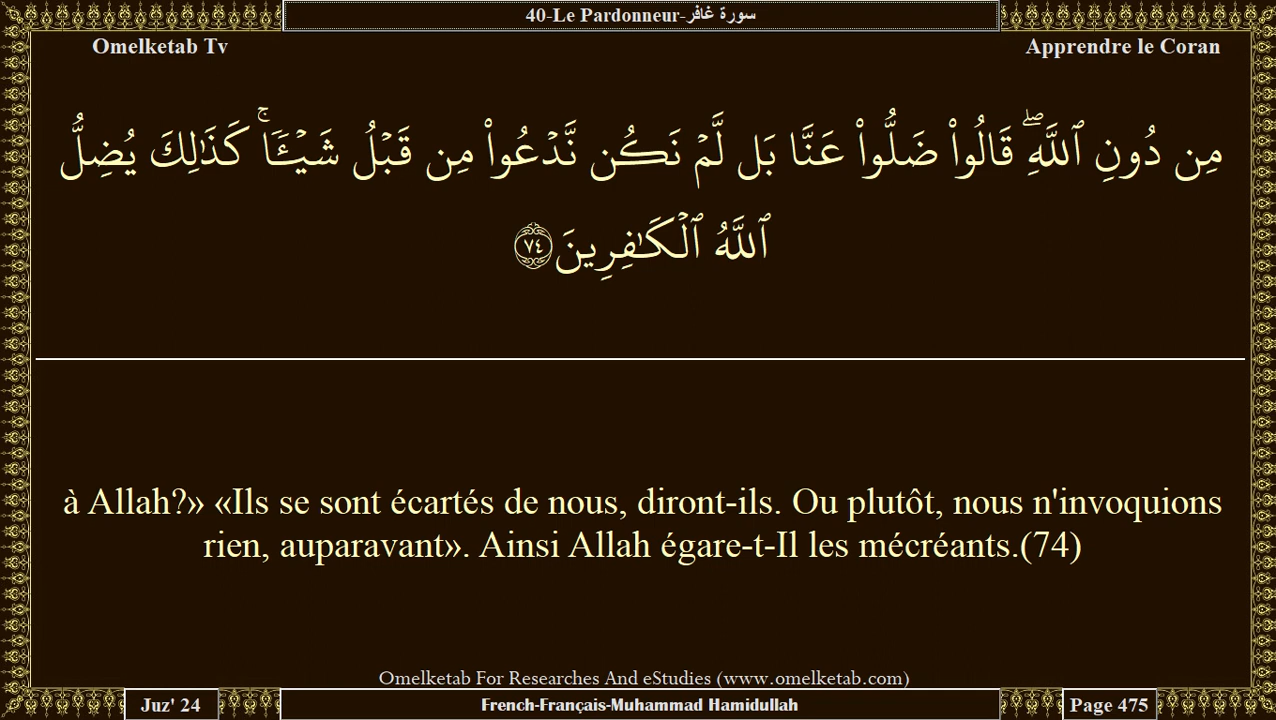 40-Le Pardonneur-سورة غافر
Omelketab Tv
Apprendre le Coran
مِن دُونِ ٱللَّهِۖ قَالُوا۟ ضَلُّوا۟ عَنَّا بَل لَّمۡ نَكُن نَّدۡعُوا۟ مِن قَبۡلُ شَيۡـٔٗاۚ كَذَٰلِكَ يُضِلُّ
ٱللَّهُ ٱلۡكَٰفِرِينَ ٧٤
à Allah?» «Ils se sont écartés de nous, diront-ils. Ou plutôt, nous n'invoquions
rien, auparavant». Ainsi Allah égare-t-Il les mécréants.(74)
Omelketab For Researches And eStudies (www.omelketab.com)
Juz' 24
French-Français-Muhammad Hamidullah
Page 475